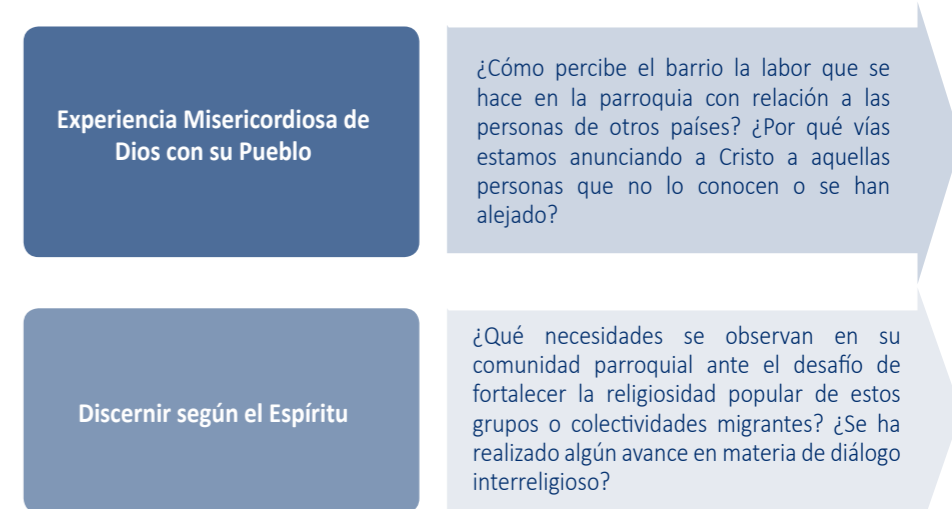 Experiencia Misericordiosa de
Dios con su Pueblo
¿Cómo percibe el barrio la labor que se
hace en la parroquia con relación a las
personas de otros países? ¿Por qué vías
estamos anunciando a Cristo a aquellas
personas que no lo conocen o se han
alejado?
Discernir según el Espíritu
¿Qué necesidades se observan en su
comunidad parroquial ante el desafío de
fortalecer la religiosidad popular de estos
grupos o colectividades migrantes? ¿Se ha
realizado algún avance en materia de diálogo
interreligioso?